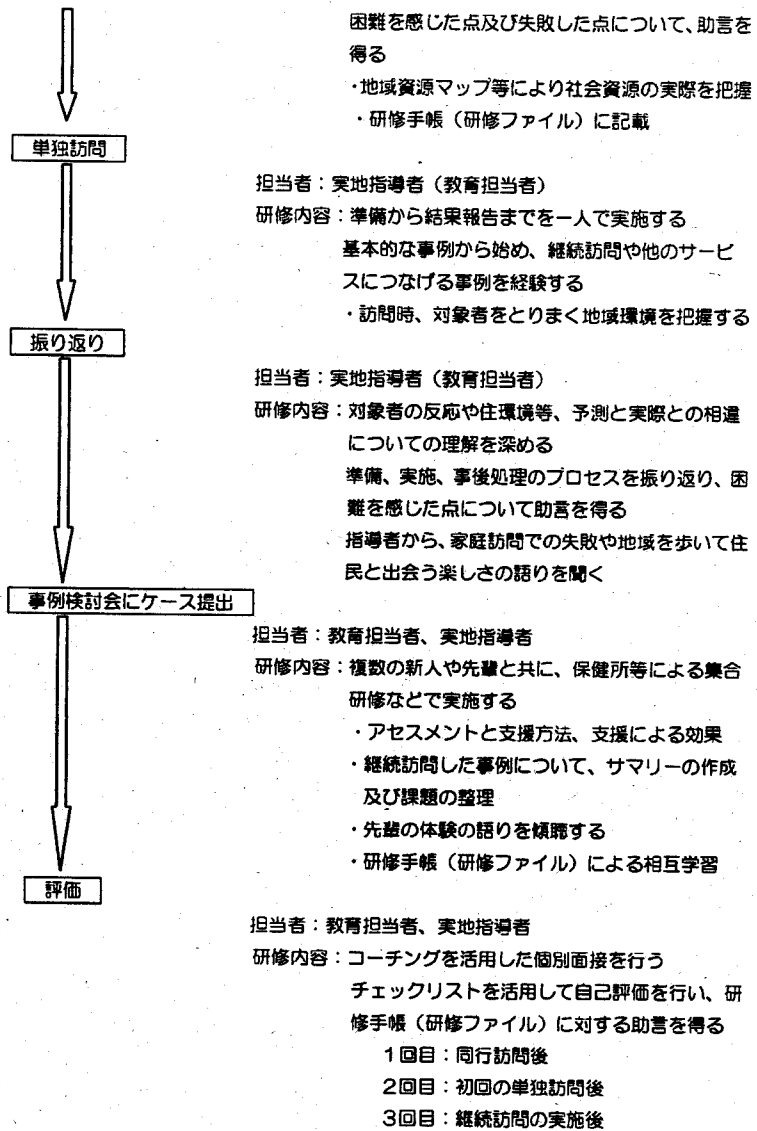 困難を感じた点及び失敗した点について、助言を
得る
・地域資源マップ等により社会資源の実際を把握
・研修手帳（研修ファイル）に記載
単独訪問
担当者：実地指導者（教育担当者）
研修内容：準備から結果報告までを一人で実施する
基本的な事例から始め、継続訪問や他のサービ
スにつなげる事例を経験する
・訪問時、対象者をとりまく地域環境を把握する
振り返り
担当者：実地指導者（教育担当者）
研修内容：対象者の反応や住環境等、予測と実際との相違
についての理解を深める
準備、実施、事後処理のプロセスを振り返り、困
難を感じた点について助言を得る
指導者から、家庭訪問での失敗や地域を歩いて住
民と出会う楽しさの語りを聞く
事例検討会にケース提出
担当者：教育担当者、実地指導者
研修内容：複数の新人や先輩と共に、保健所等による集合
研修などで実施する
・アセスメントと支援方法、支援による効果
・継続訪問した事例について、サマリーの作成
及び課題の整理
・先輩の体験の語りを傾聴する
・研修手帳（研修ファイル）による相互学習
評価
担当者：教育担当者、実地指導者
研修内容：コーチングを活用した個別面接を行う
チェックリストを活用して自己評価を行い、研
修手帳（研修ファイル）に対する助言を得る
1回目：同行訪問後
2回目：初回の単独訪問後
3回目：継続訪問の実施後